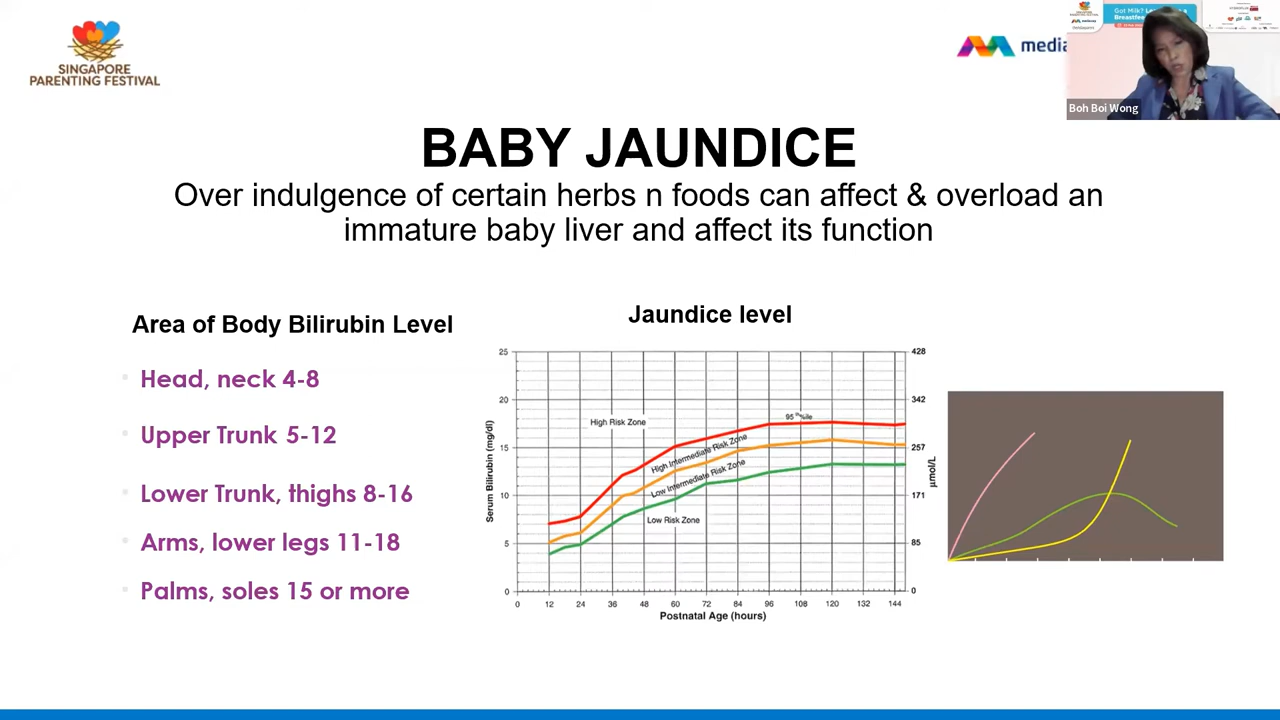 SINGAPORE
PARENTING FESTIVAL
media
Got Milk?
Breastfee
Boh Boi Wong
BABY JAUNDICE
Over indulgence of certain herbs n foods can affect & overload an
immature baby liver and affect its function
Area of Body Bilirubin Level
Head, neck 4-8
Upper Trunk 5-12
Lower Trunk, thighs 8-16
Arms, lower legs 11-18
Palms, soles 15 or more
Jaundice level
25
20
15
10
5
0
Serum Bilirubin (mg/dl)
High Risk Zone
95 %ile
High Intermediate Risk Zone
Low Intermediate Risk Zone
Low Risk Zone
428
342
257
171
85
0
µmol/L
0 12 24 36 48 60 72 84 96 108 120 132 144
Postnatal Age (hours)